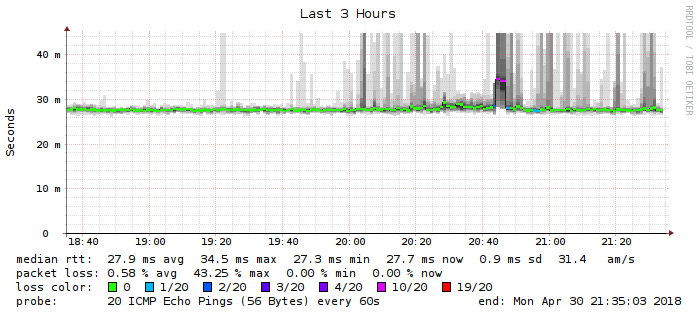 Last 3 Hours
RRDTOOL / TOBI OETIKER
Seconds
40 m
30 m
20 m
10 m
0
18:40 19:00 19:20 19:40 20:00 20:20 20:40 21:00 21:20
median rtt: 27.9 ms avg 34.5 ms max 27.3 ms min 27.7 ms now 0.9 ms sd 31.4 am/s
packet loss: 0.58 % avg 43.25 % max 0.00 % min 0.00 % now
loss color: 0 1/20 2/20 3/20 4/20 10/20 19/20
probe: 20 ICMP Echo Pings (56 Bytes) every 60s end: Mon Apr 30 21:35:03 2018